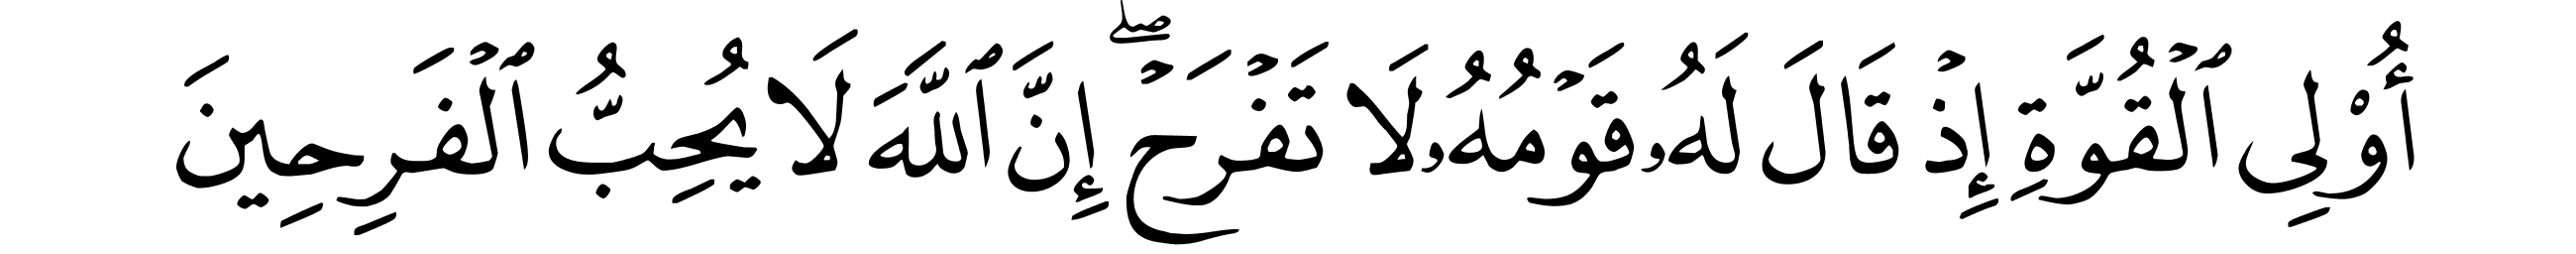 أُوْلِي ٱلۡقُوَّةِ إِذۡ قَالَ لَهُۥ قَوۡمُهُۥ لَا تَفۡرَحۡۖ إِنَّ ٱللَّهَ لَا يُحِبُّ ٱلۡفَرِحِينَ